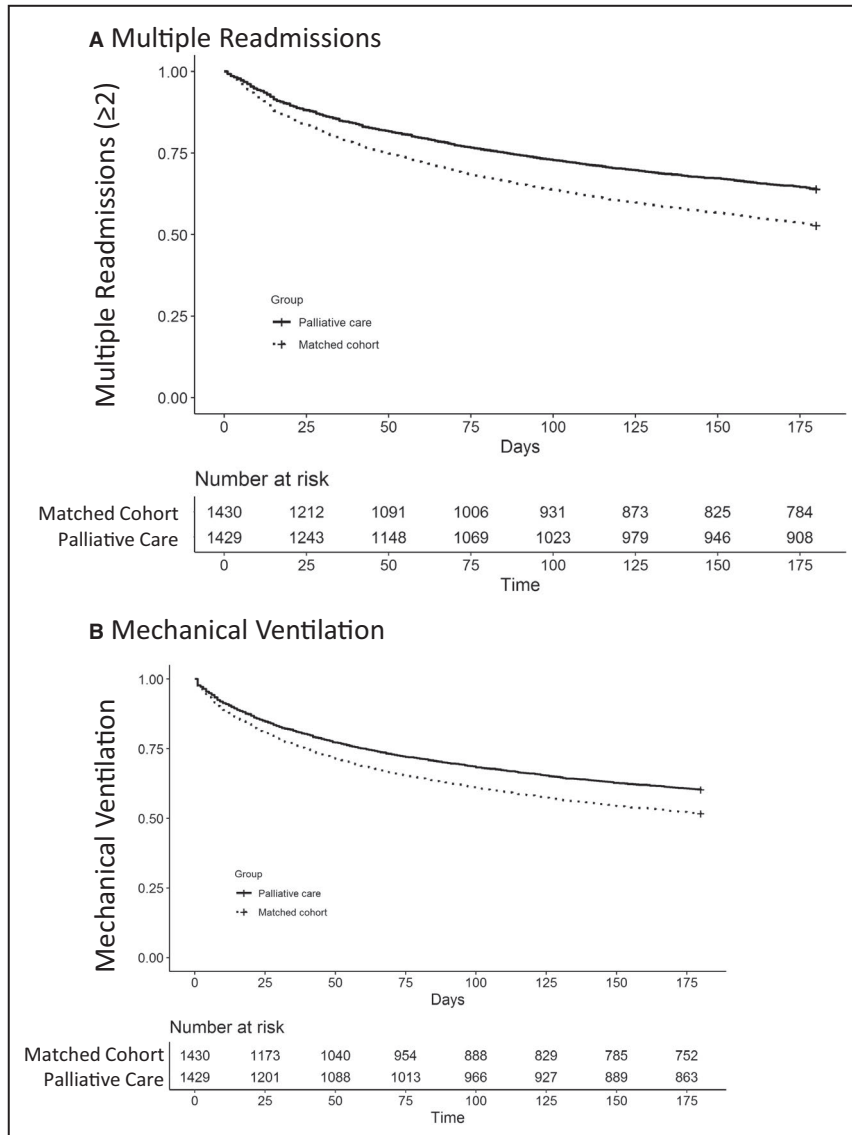 A Multiple Readmissions
Multiple Readmissions (≥2)
1.00
0.75
0.50
0.25
0.00
Group
Palliative care
Matched cohort
0 25 50 75 100 125 150 175
Days
Number at risk
Matched Cohort 1430 1212 1091 1006 931 873 825 784
Palliative Care 1429 1243 1148 1069 1023 979 946 908
0 25 50 75 100 125 150 175
Time
B Mechanical Ventilation
Mechanical Ventilation
1.00
0.75
0.50
0.25
0.00
Group
Palliative care
Matched cohort
0 25 50 75 100 125 150 175
Days
Number at risk
Matched Cohort 1430 1173 1040 954 888 829 785 752
Palliative Care 1429 1201 1088 1013 966 927 889 863
0 25 50 75 100 125 150 175
Time